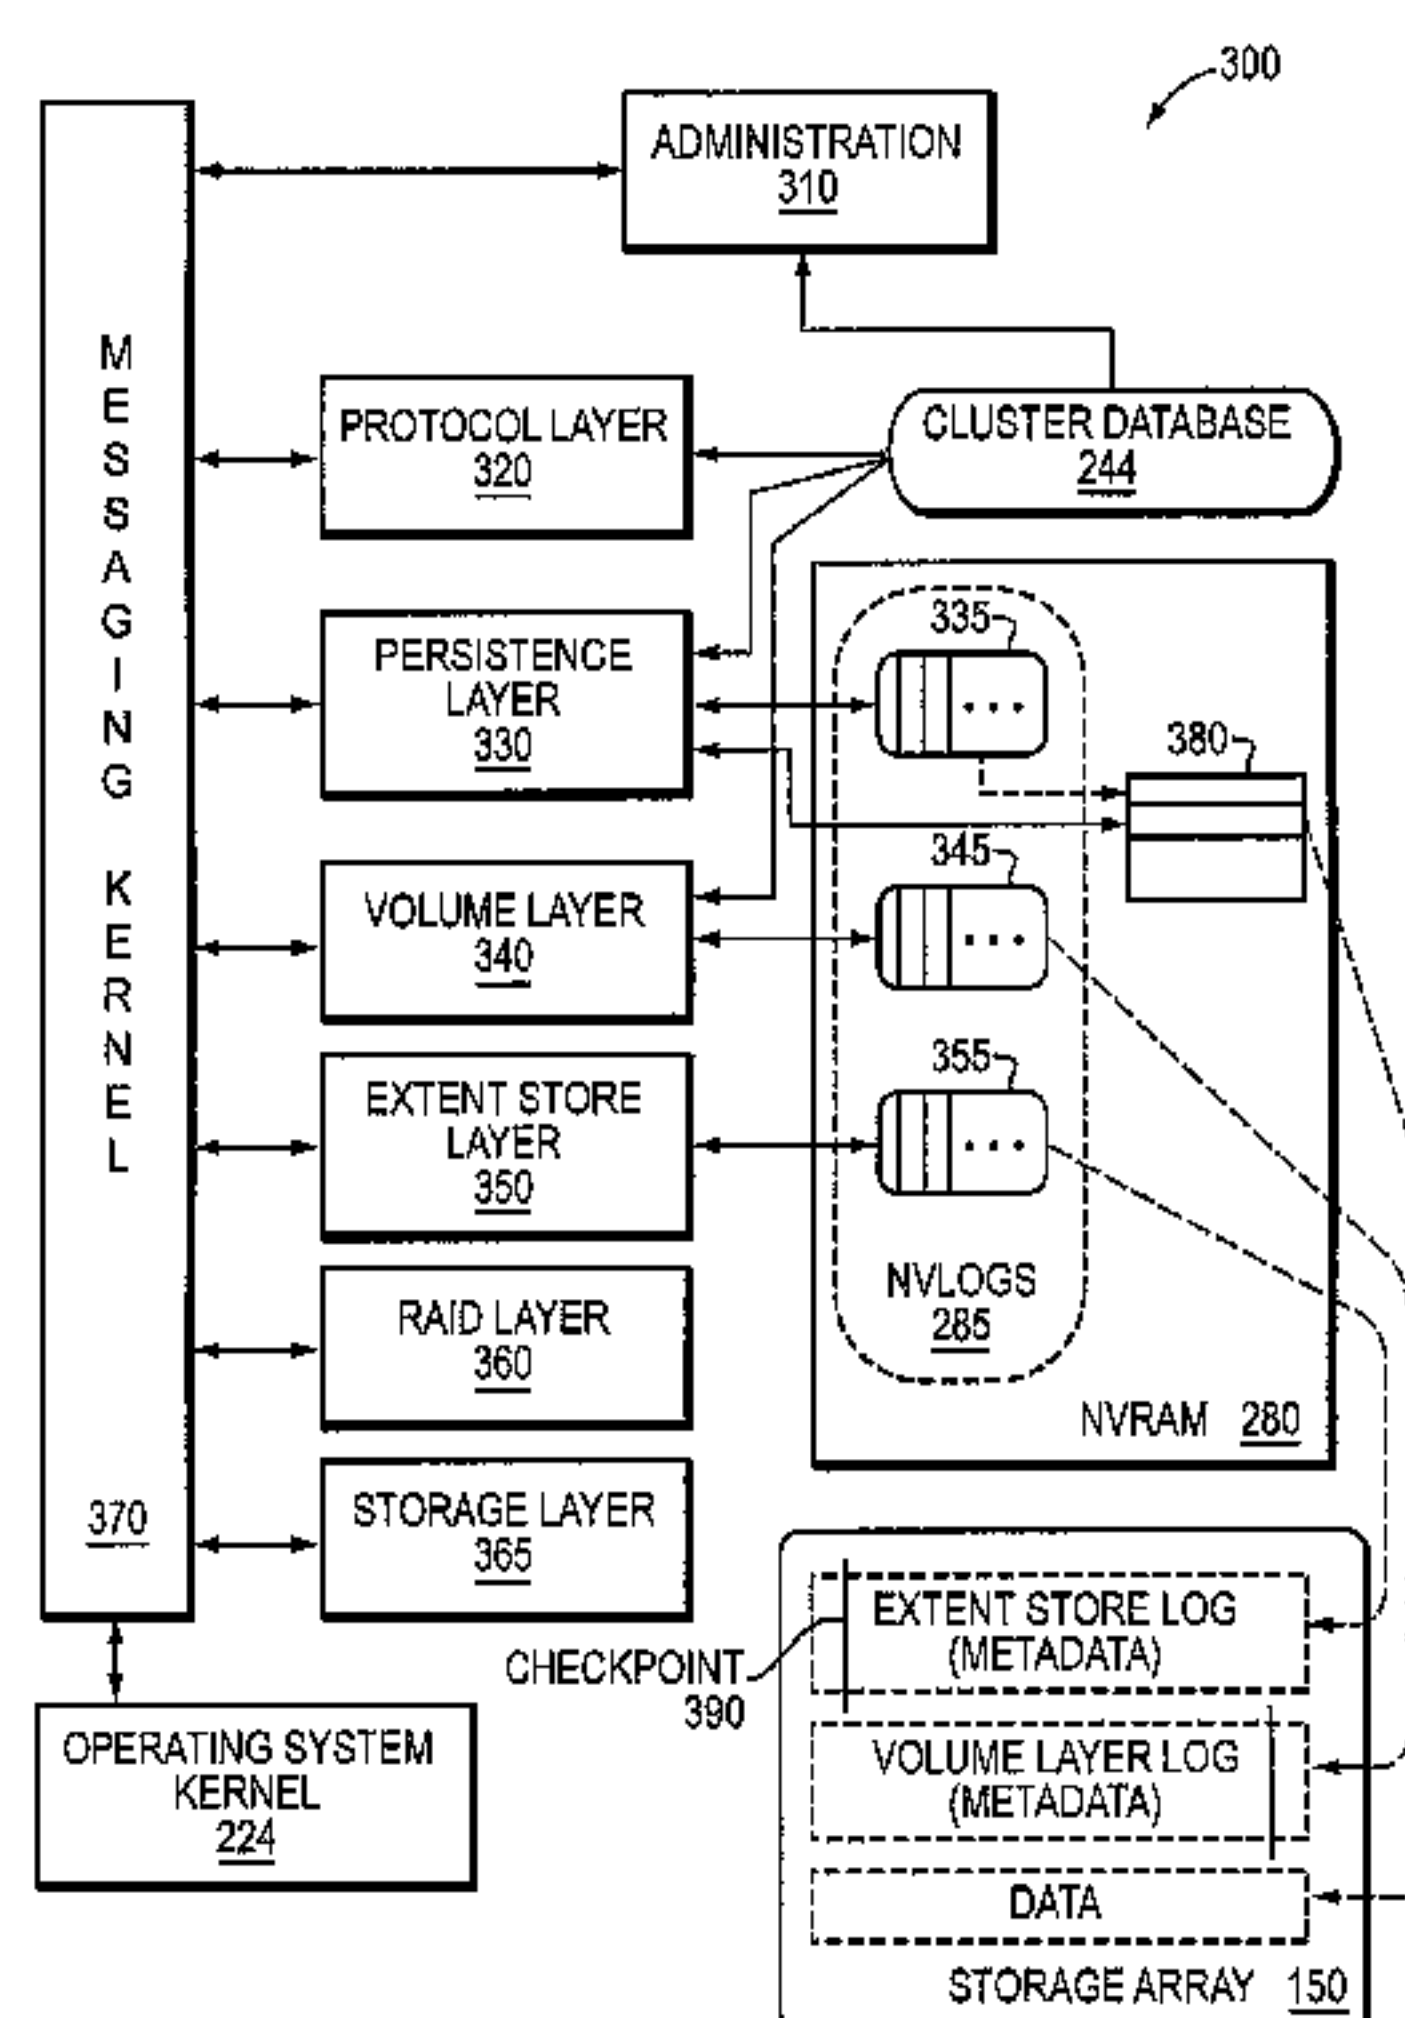 300
ADMINISTRATION
310
MESSAGING KERNEL
370
PROTOCOL LAYER
320
CLUSTER DATABASE
244
PERSISTENCE
LAYER
330
335
380
VOLUME LAYER
340
345
EXTENT STORE
LAYER
350
355
NVLOGS
285
NVRAM 280
RAID LAYER
360
STORAGE LAYER
365
OPERATING SYSTEM
KERNEL
224
CHECKPOINT
390
EXTENT STORE LOG
(METADATA)
VOLUME LAYER LOG
(METADATA)
DATA
STORAGE ARRAY 150